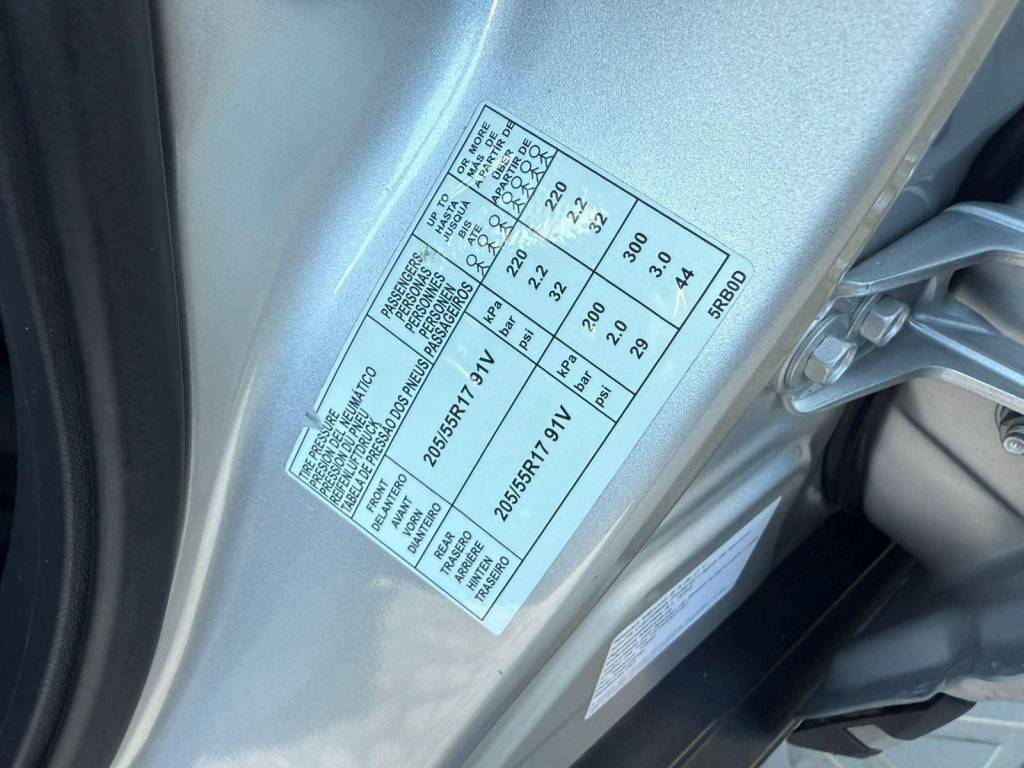 TIRE PRESSURE
PRESION DEL NEUMÁTICO
PRESSION DU PNEU
REIFENLUFTDRUCK
TABELA DE PRESSÃO DOS PNEUS
PASSENGERS
PERSONAS
PERSONNES
PERSONEN
PASSAGEIROS
UP TO
HASTA
JUSQUA
BIS
ATÉ
OR MORE
MAS DE
A PARTIR DE
ÜBER
APARTIR DE
FRONT
DELANTERO
AVANT
VORN
DIANTEIRO
205/55R17 91V
kPa 220 220
bar 2.2 2.2
psi 32 32
REAR
TRASERO
ARRIÈRE
HINTEN
TRASEIRO
205/55R17 91V
kPa 200 300
bar 2.0 3.0
psi 29 44
5RB0D